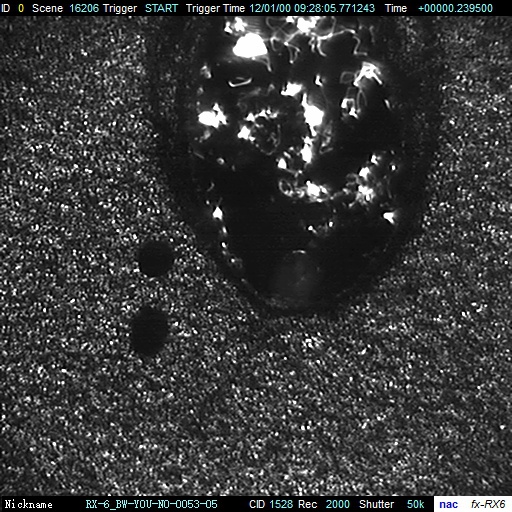 ID 0 Scene 16206 Trigger START Trigger Time 12/01/00 09:28:05.771243 Time +00000.239500
Nickname RX-6_BW-YOU-NO-0053-05 CID 1528 Rec 2000 Shutter 50k nac fx-RX6